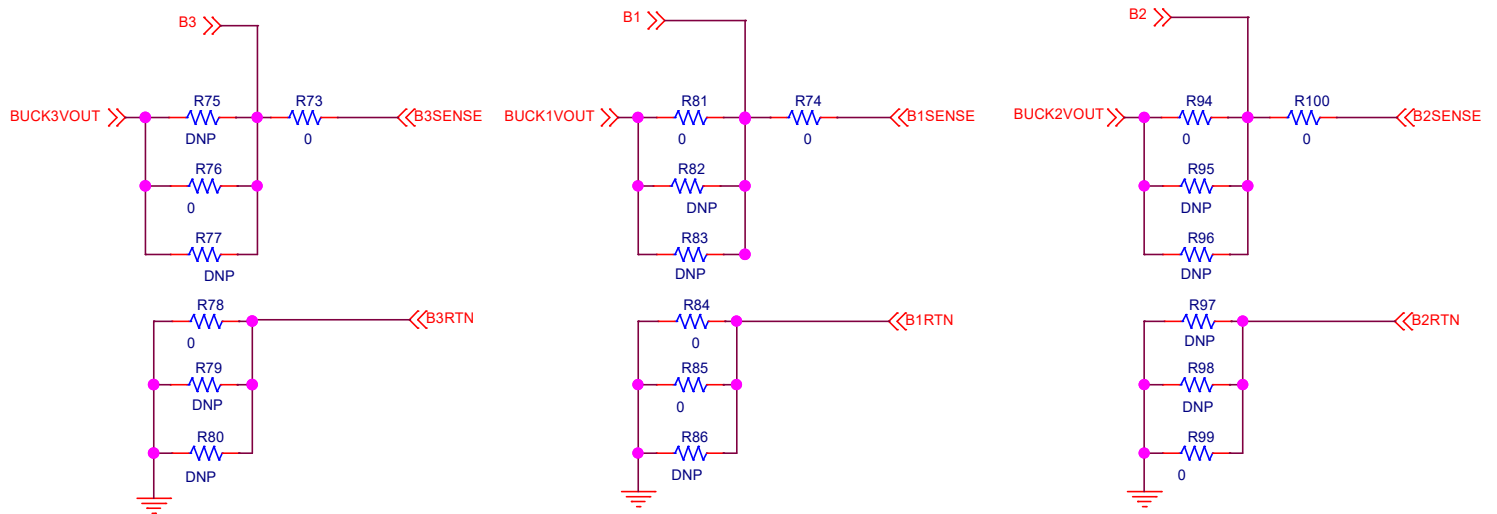 B3
B1
B2
R75
R73
R81
R74
R94
R100
BUCK3VOUT
B3SENSE
BUCK1VOUT
B1SENSE
BUCK2VOUT
B2SENSE
DNP
0
0
0
0
0
R76
R82
R95
0
DNP
DNP
R77
R83
R96
DNP
DNP
DNP
R78
R84
R97
B3RTN
B1RTN
B2RTN
0
0
DNP
R79
R85
R98
DNP
0
DNP
R80
R86
R99
DNP
DNP
0